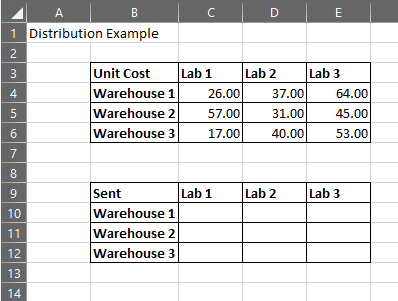 A B C D E
1 Distribution Example
2
3 Unit Cost Lab 1 Lab 2 Lab 3
4 Warehouse 1 26.00 37.00 64.00
5 Warehouse 2 57.00 31.00 45.00
6 Warehouse 3 17.00 40.00 53.00
7
8
9 Sent Lab 1 Lab 2 Lab 3
10 Warehouse 1
11 Warehouse 2
12 Warehouse 3
13
14